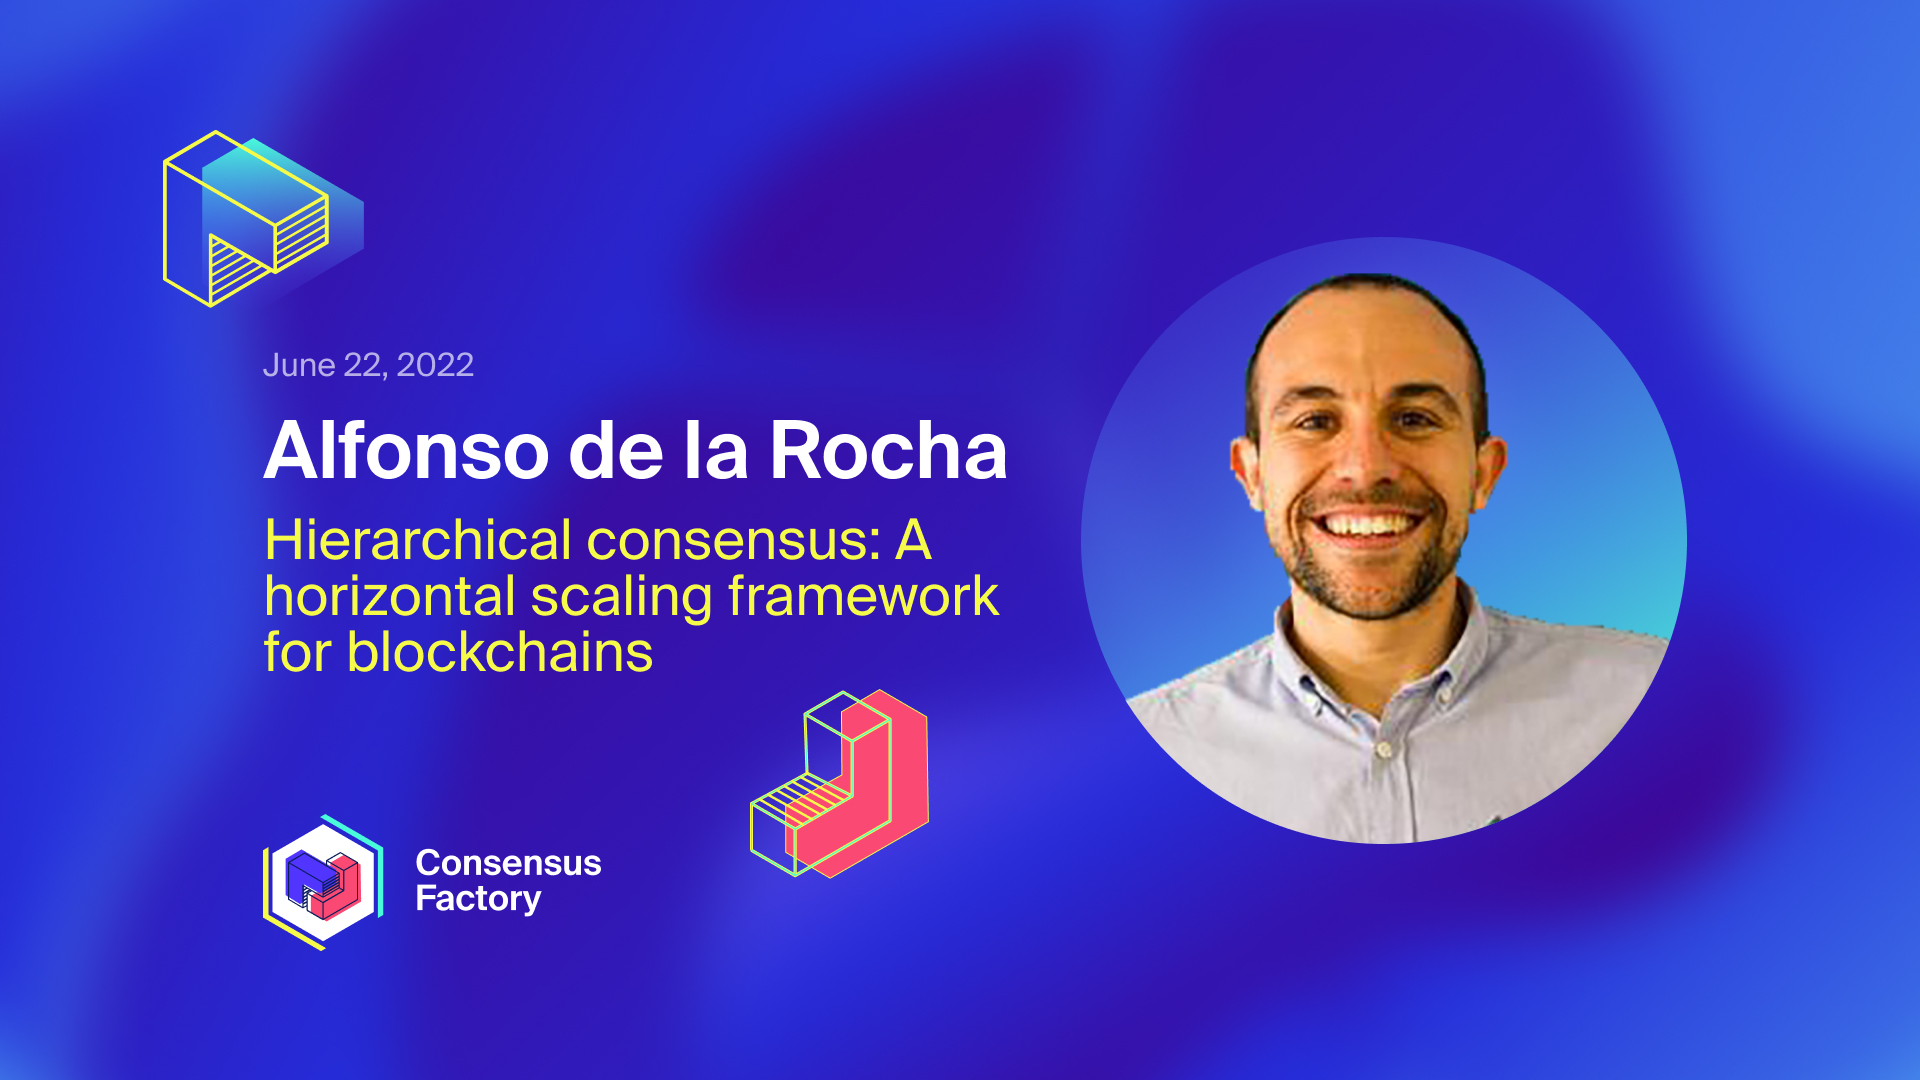 June 22, 2022
Alfonso de la Rocha
Hierarchical consensus: A
horizontal scaling framework
for blockchains
Consensus
Factory